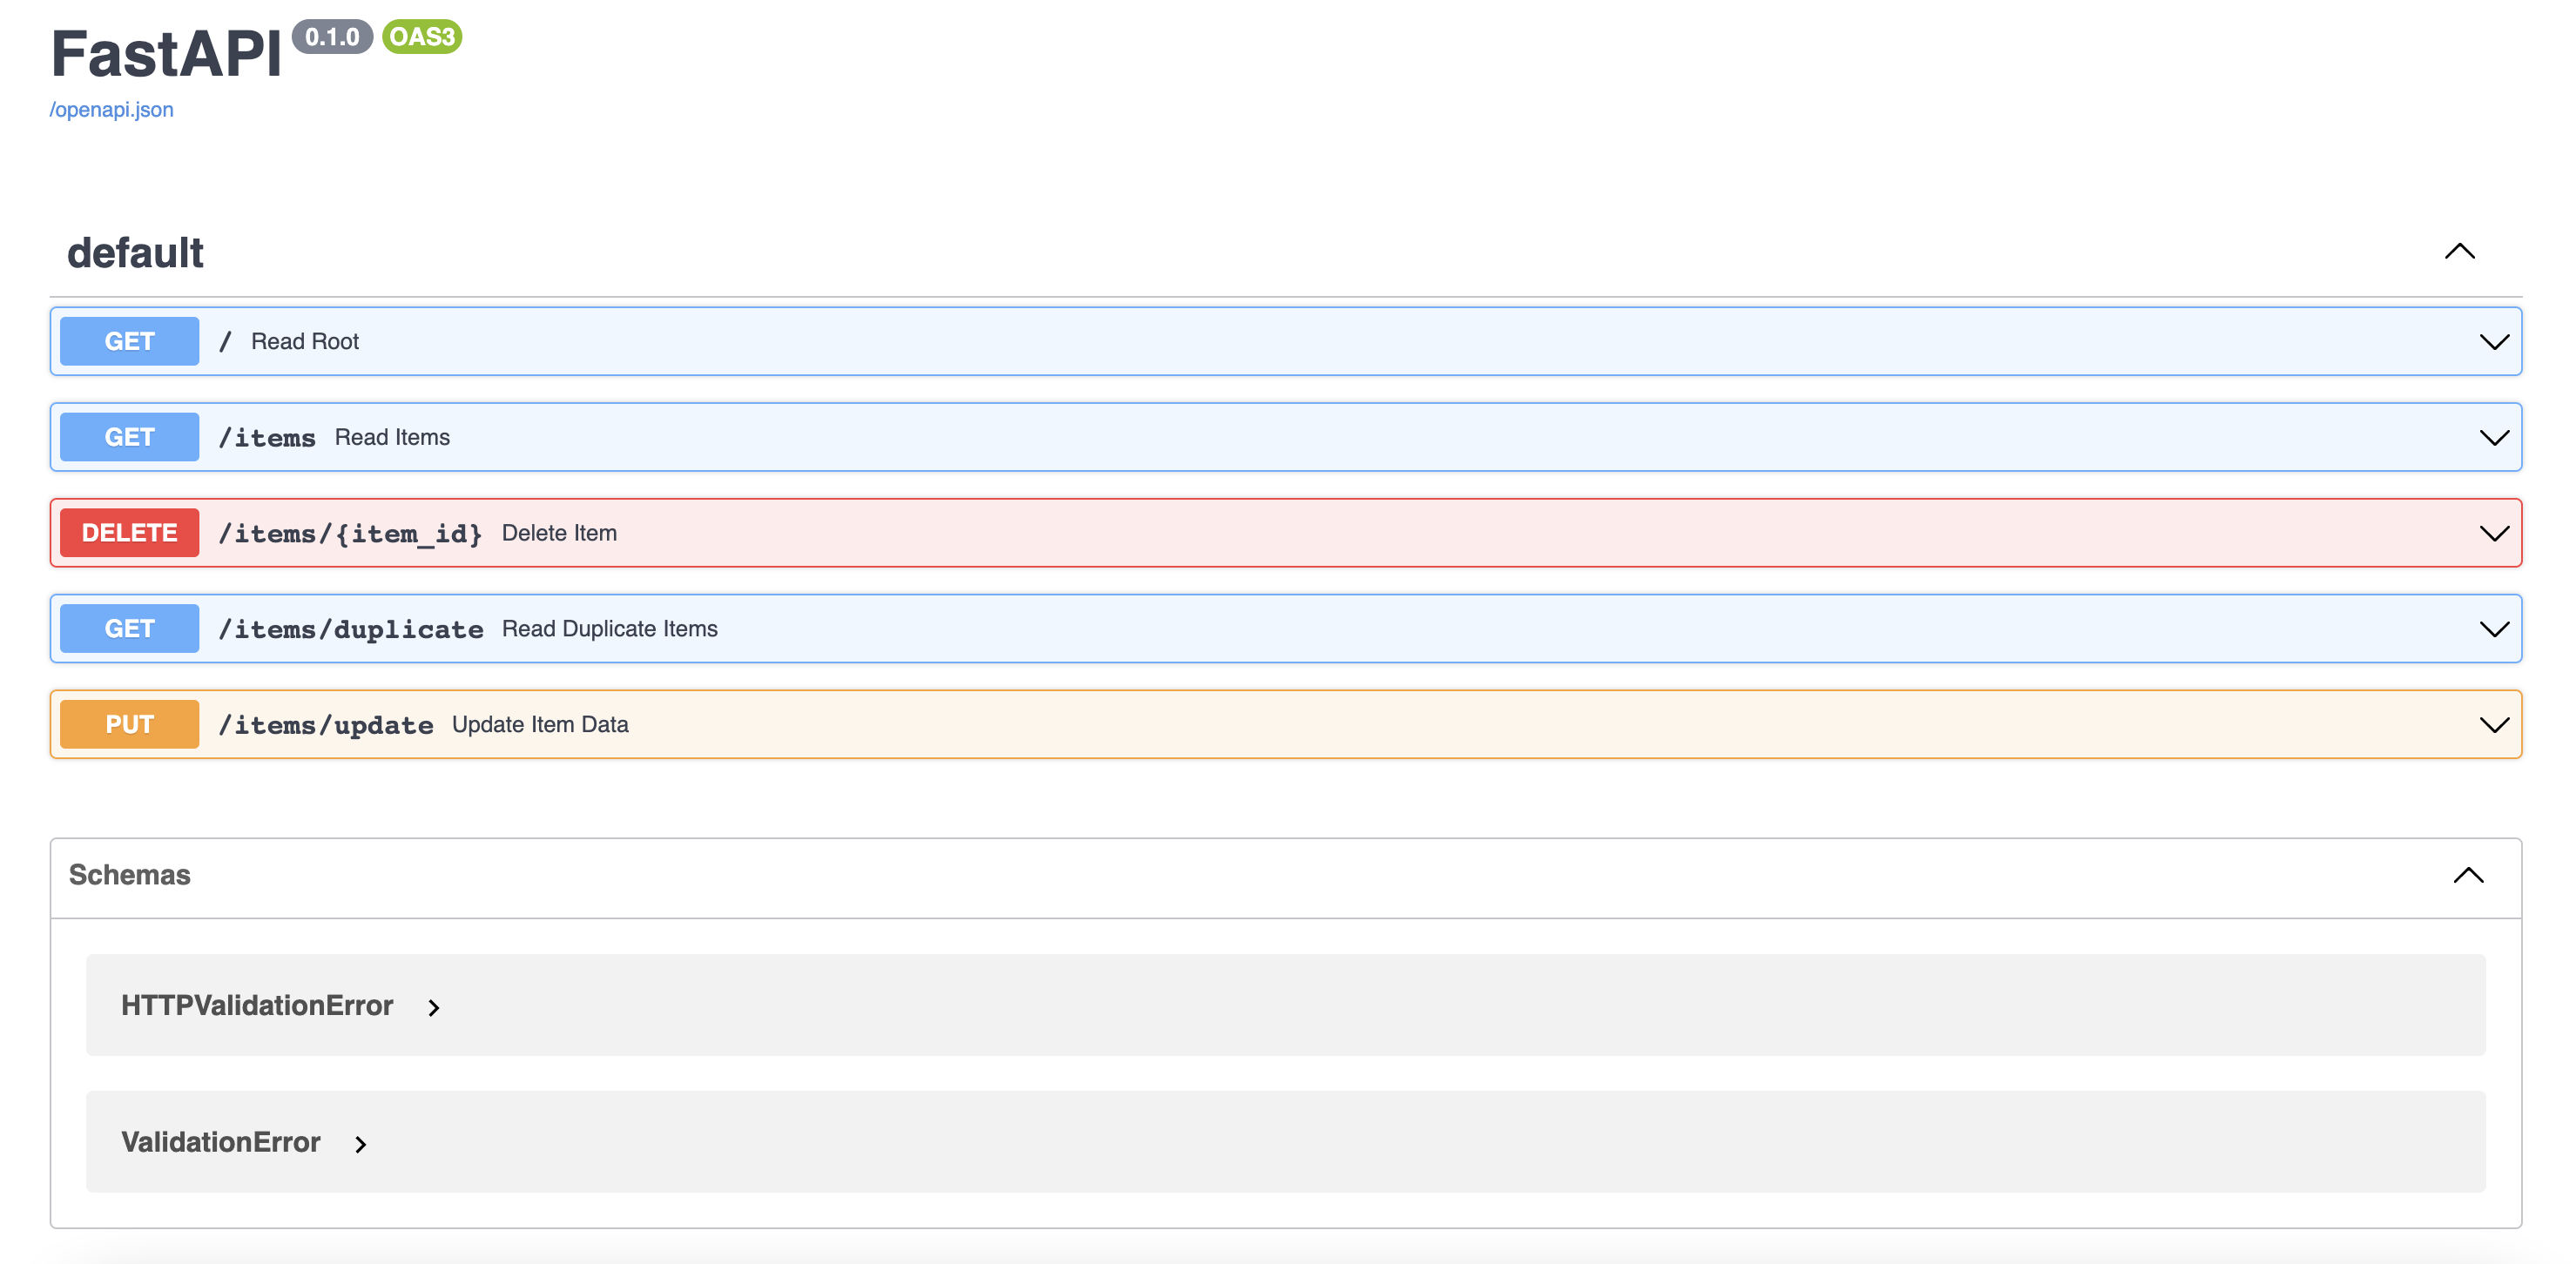 FastAPI 0.1.0 OAS3
/openapi.json
default
GET / Read Root
GET /items Read Items
DELETE /items/{item_id} Delete Item
GET /items/duplicate Read Duplicate Items
PUT /items/update Update Item Data
Schemas
HTTPValidationError
ValidationError